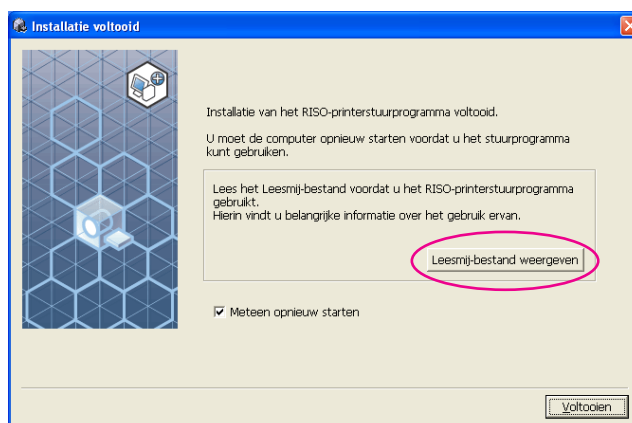 Installatie voltooid
Installatie van het RISO-printerstuurprogramma voltooid.
U moet de computer opnieuw starten voordat u het stuurprogramma
kunt gebruiken.
Lees het Leesmij-bestand voordat u het RISO-printerstuurprogramma
gebruikt.
Hierin vindt u belangrijke informatie over het gebruik ervan.
Leesmij-bestand weergeven
Meteen opnieuw starten
Voltooien